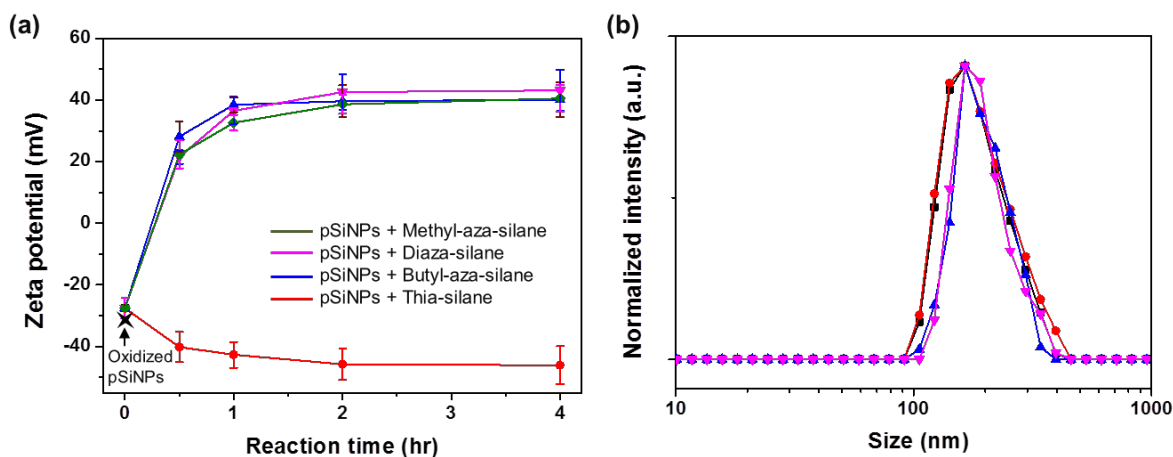 (a)
60
40
20
0
-20
-40
Zeta potential (mV)
pSiNPs + Methyl-aza-silane
pSiNPs + Diaza-silane
pSiNPs + Butyl-aza-silane
pSiNPs + Thia-silane
Oxidized
pSiNPs
0
1
2
3
4
Reaction time (hr)
(b)
Normalized intensity (a.u.)
10
100
1000
Size (nm)